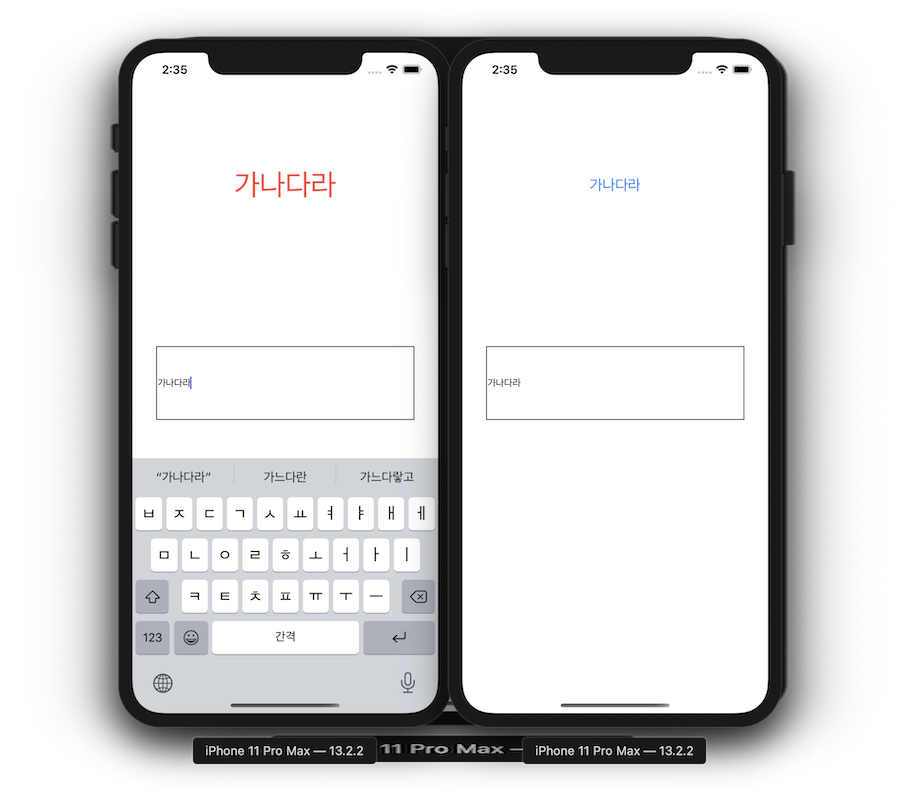 2:35
가나다라
가나다라
"가나다라" 가느다란 가느다랗고
ㅂ ㅈ ㄷ ㄱ ㅅ ㅛ ㅕ ㅑ ㅐ ㅔ
ㅁ ㄴ ㅇ ㄹ ㅎ ㅗ ㅓ ㅏ ㅣ
ㅋ ㅌ ㅊ ㅍ ㅠ ㅜ ㅡ
123 간격
iPhone 11 Pro Max — 13.2.2
2:35
가나다라
가나다라
11 Pro Max —
iPhone 11 Pro Max — 13.2.2